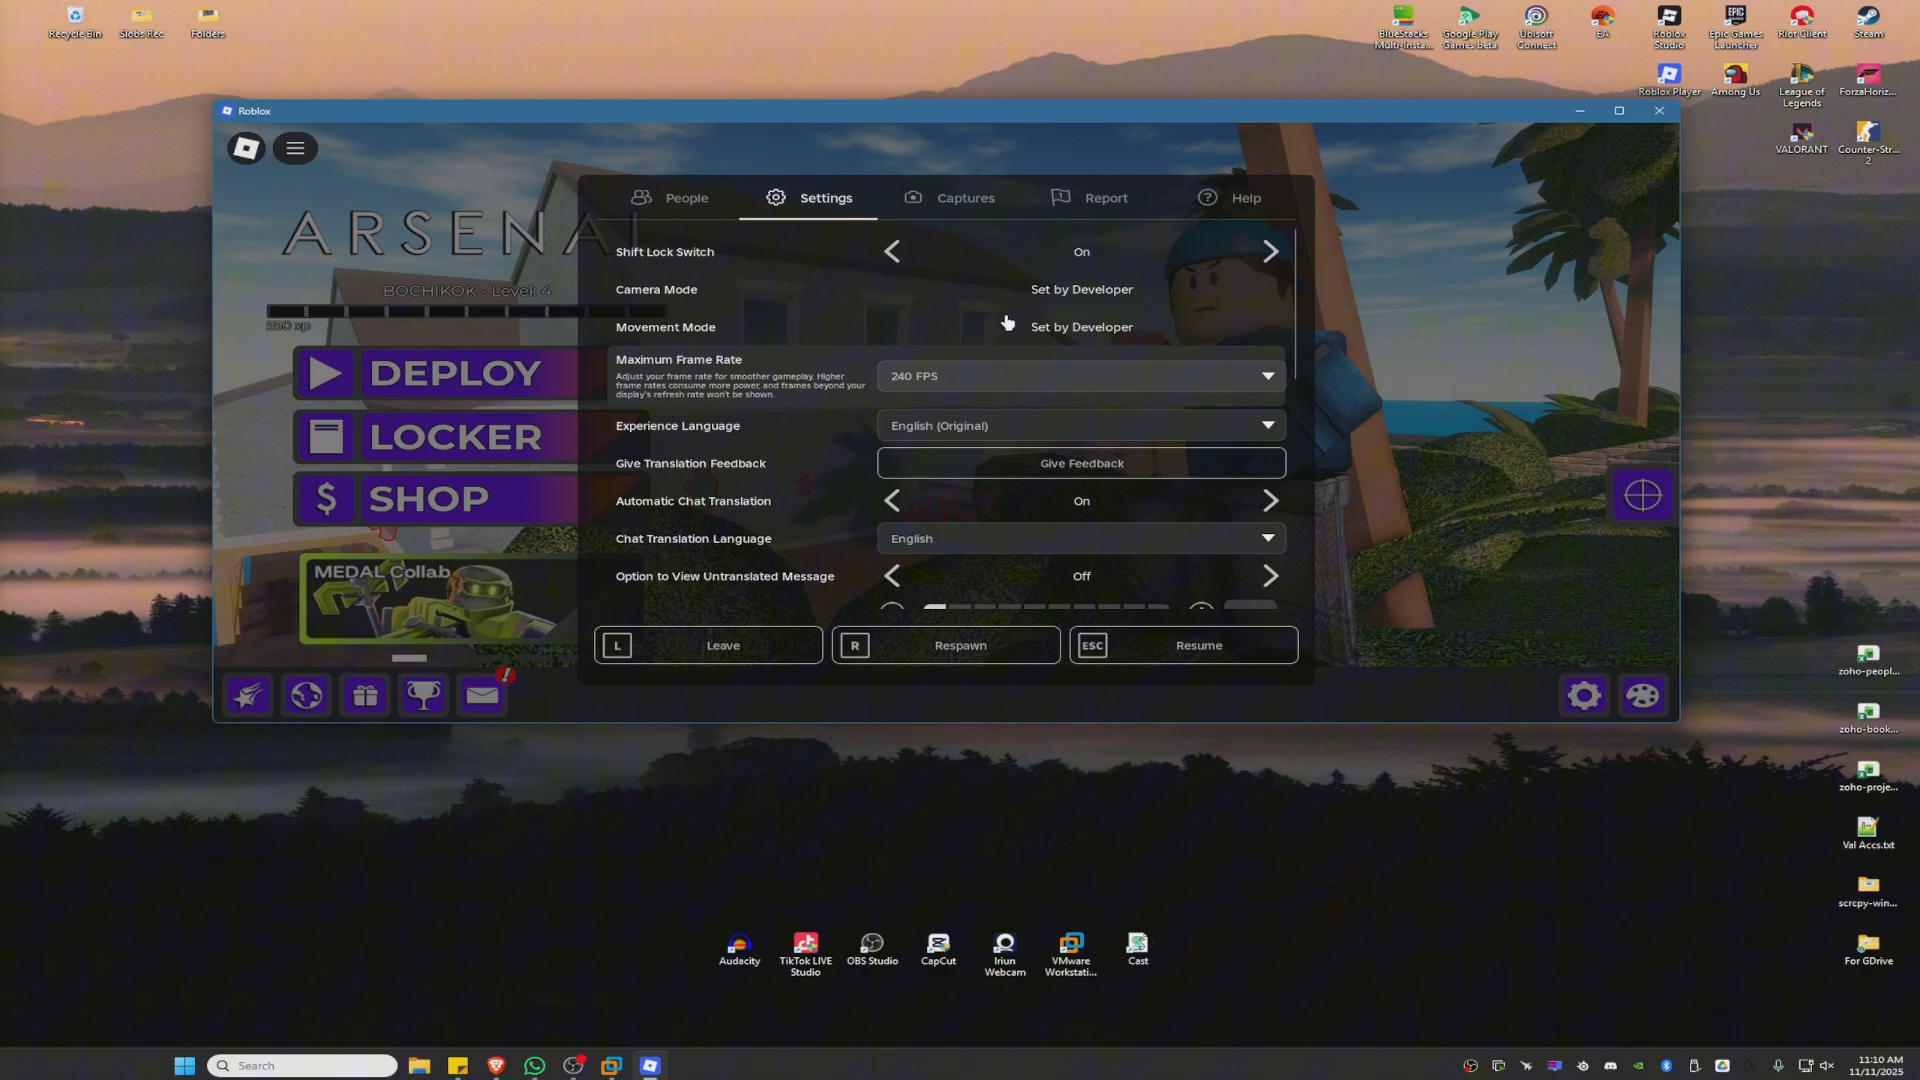 Recycle Bin
Slobs Rec
Folders
BlueStacks Multi-Insta...
Google Play Games beta
Ubisoft Connect
EA
Roblox Studio
Epic Games Launcher
Riot Client
Steam
Roblox Player
Among Us
League of Legends
ForzaHoriz...
VALORANT
Counter-Str... 2
Roblox
People
Settings
Captures
Report
Help
ARSENA
BOCHIKOK - Level: 4
550 xp
DEPLOY
LOCKER
SHOP
MEDAL Collab
Shift Lock Switch
On
Camera Mode
Set by Developer
Movement Mode
Set by Developer
Maximum Frame Rate
Adjust your frame rate for smoother gameplay. Higher
frame rates consume more power, and frames beyond your
display's refresh rate won't be shown.
240 FPS
Experience Language
English (Original)
Give Translation Feedback
Give Feedback
Automatic Chat Translation
On
Chat Translation Language
English
Option to View Untranslated Message
Off
L
Leave
R
Respawn
ESC
Resume
zoho-peopl...
zoho-book...
zoho-proje...
Val Accs.txt
scrcpy-win...
For GDrive
Audacity
TikTok LIVE Studio
OBS Studio
CapCut
Iriun Webcam
VMware Workstati...
Cast
Search
11:10 AM
11/11/2025